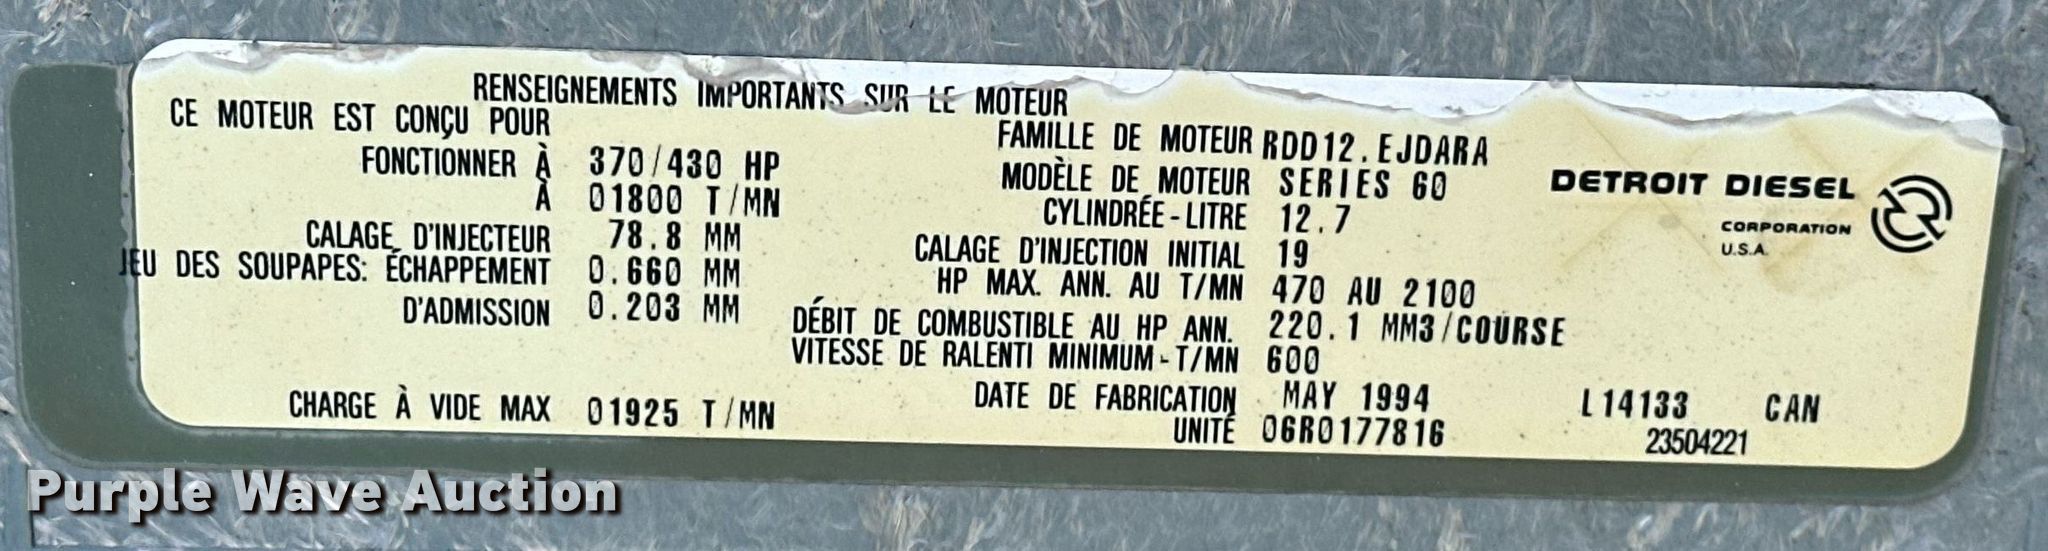 RENSEIGNEMENTS IMPORTANTS SUR LE MOTEUR
CE MOTEUR EST CONÇU POUR
FONCTIONNER À 370/430 HP
À 01800 T/MN
CALAGE D'INJECTEUR 78.8 MM
JEU DES SOUPAPES: ÉCHAPPEMENT 0.660 MM
D'ADMISSION 0.203 MM
CHARGE À VIDE MAX 01925 T/MN
FAMILLE DE MOTEUR RDD12.EJDARA
MODÈLE DE MOTEUR SERIES 60
CYLINDRÉE-LITRE 12.7
CALAGE D'INJECTION INITIAL 19
HP MAX. ANN. AU T/MN 470 AU 2100
DÉBIT DE COMBUSTIBLE AU HP ANN. 220.1 MM3/COURSE
VITESSE DE RALENTI MINIMUM-T/MN 600
DATE DE FABRICATION MAY 1994
UNITÉ 06R0177816
DETROIT DIESEL
CORPORATION
U.S.A.
L14133 CAN
23504221
Purple Wave Auction